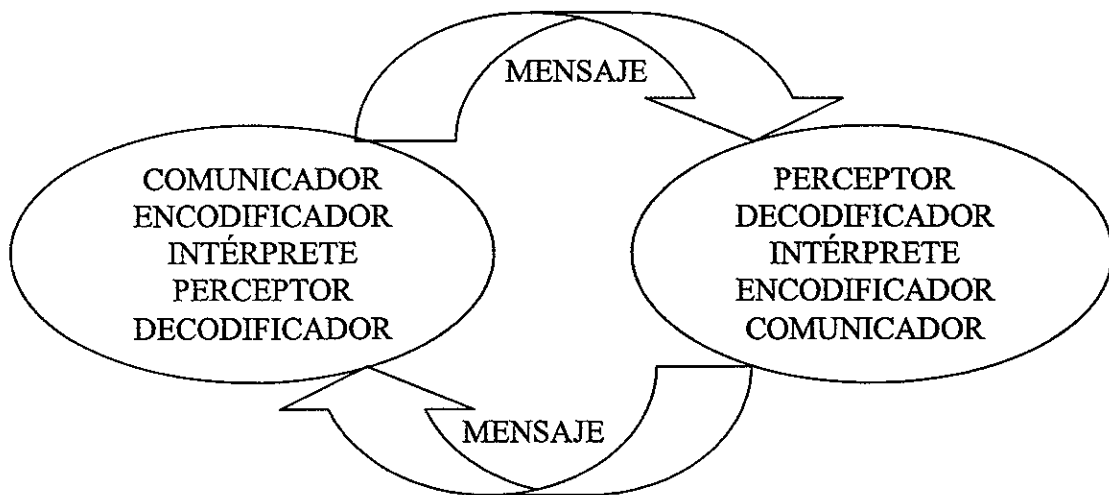 MENSAJE
COMUNICADOR
ENCODIFICADOR
INTÉRPRETE
PERCEPTOR
DECODIFICADOR
PERCEPTOR
DECODIFICADOR
INTÉRPRETE
ENCODIFICADOR
COMUNICADOR
MENSAJE